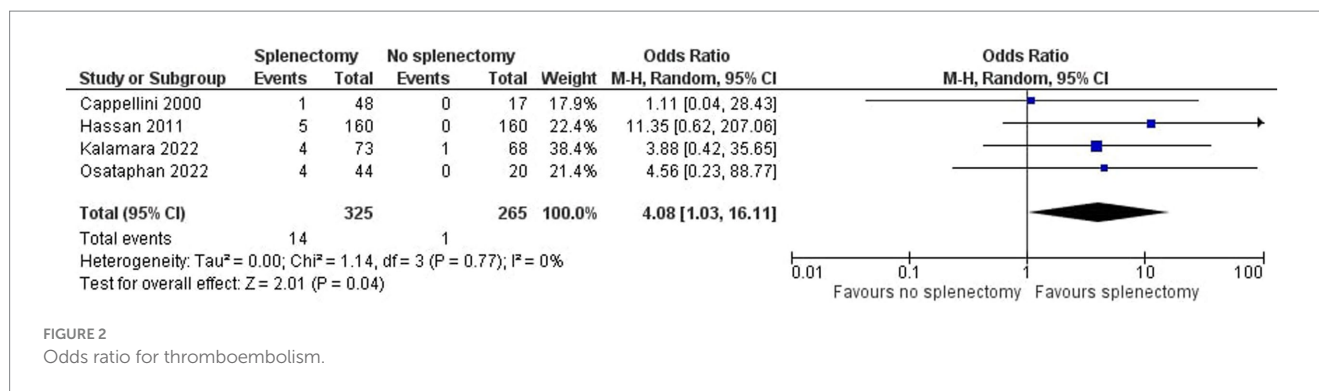 Splenectomy No splenectomy Odds Ratio Odds Ratio
Study or Subgroup Events Total Events Total Weight M-H, Random, 95% CI M-H, Random, 95% CI
Cappellini 2000 1 48 0 17 17.9% 1.11 [0.04, 28.43]
Hassan 2011 5 160 0 160 22.4% 11.35 [0.62, 207.06]
Kalamara 2022 4 73 1 68 38.4% 3.88 [0.42, 35.65]
Osataphan 2022 4 44 0 20 21.4% 4.56 [0.23, 88.77]
Total (95% CI) 325 265 100.0% 4.08 [1.03, 16.11]
Total events 14 1
Heterogeneity: Tau² = 0.00; Chi² = 1.14, df = 3 (P = 0.77); I² = 0%
Test for overall effect: Z = 2.01 (P = 0.04)
0.01 0.1 1 10 100
Favours no splenectomy Favours splenectomy
FIGURE 2
Odds ratio for thromboembolism.